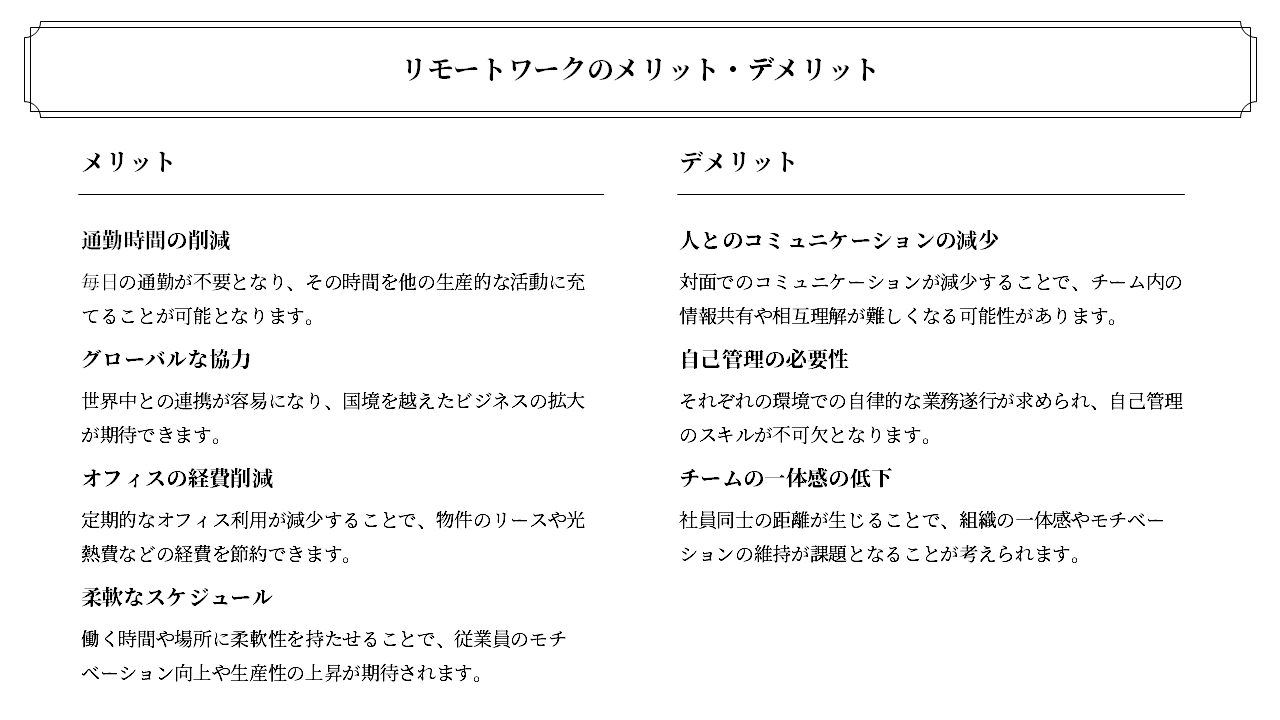 リモートワークのメリット・デメリット
メリット
通勤時間の削減
毎日の通勤が不要となり、その時間を他の生産的な活動に充
てることが可能となります。
グローバルな協力
世界中との連携が容易になり、国境を越えたビジネスの拡大
が期待できます。
オフィスの経費削減
定期的なオフィス利用が減少することで、物件のリースや光
熱費などの経費を節約できます。
柔軟なスケジュール
働く時間や場所に柔軟性を持たせることで、従業員のモチ
ベーション向上や生産性の上昇が期待されます。
デメリット
人とのコミュニケーションの減少
対面でのコミュニケーションが減少することで、チーム内の
情報共有や相互理解が難しくなる可能性があります。
自己管理の必要性
それぞれの環境での自律的な業務遂行が求められ、自己管理
のスキルが不可欠となります。
チームの一体感の低下
社員同士の距離が生じることで、組織の一体感やモチベー
ションの維持が課題となることが考えられます。